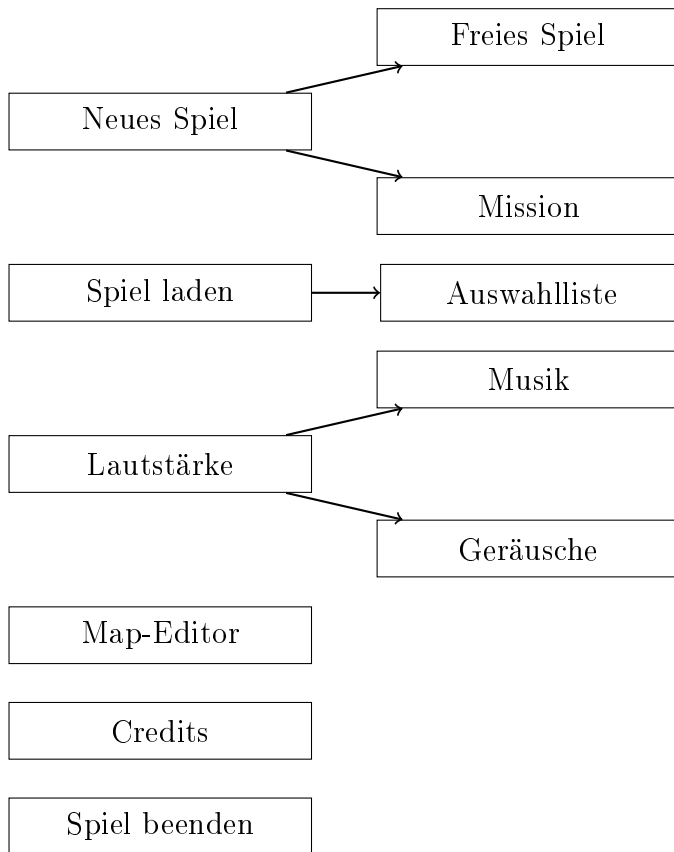 Freies Spiel
Neues Spiel
Mission
Spiel laden
Auswahlliste
Musik
Lautstärke
Geräusche
Map-Editor
Credits
Spiel beenden